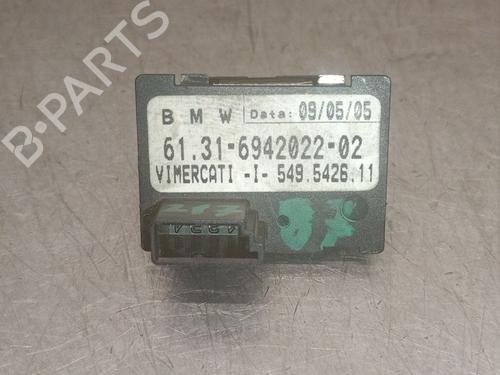 B-PARTS
B M W Data: 09/05/05
61.31-6942022-02
VIMERCATI -I- 549.5426.11